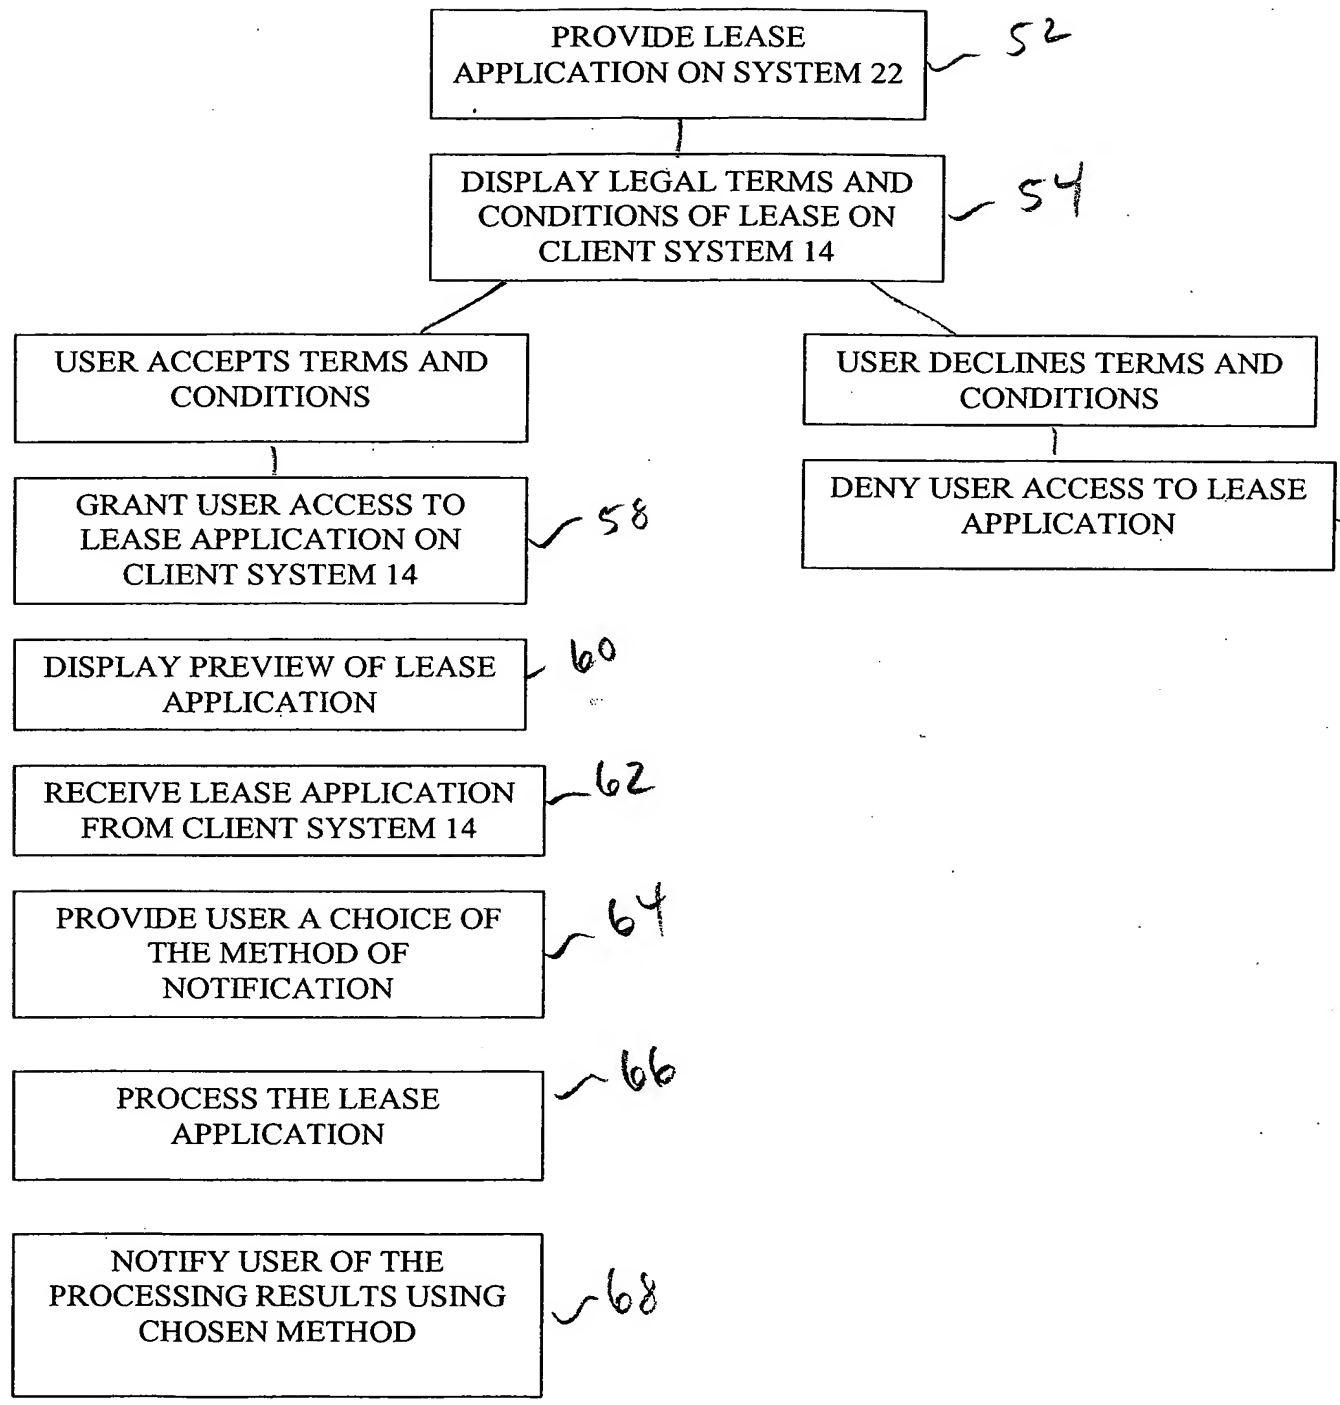 PROVIDE LEASE
APPLICATION ON SYSTEM 22
52
DISPLAY LEGAL TERMS AND
CONDITIONS OF LEASE ON
CLIENT SYSTEM 14
54
USER ACCEPTS TERMS AND
CONDITIONS
USER DECLINES TERMS AND
CONDITIONS
GRANT USER ACCESS TO
LEASE APPLICATION ON
CLIENT SYSTEM 14
58
DENY USER ACCESS TO LEASE
APPLICATION
DISPLAY PREVIEW OF LEASE
APPLICATION
60
RECEIVE LEASE APPLICATION
FROM CLIENT SYSTEM 14
62
PROVIDE USER A CHOICE OF
THE METHOD OF
NOTIFICATION
64
PROCESS THE LEASE
APPLICATION
66
NOTIFY USER OF THE
PROCESSING RESULTS USING
CHOSEN METHOD
68